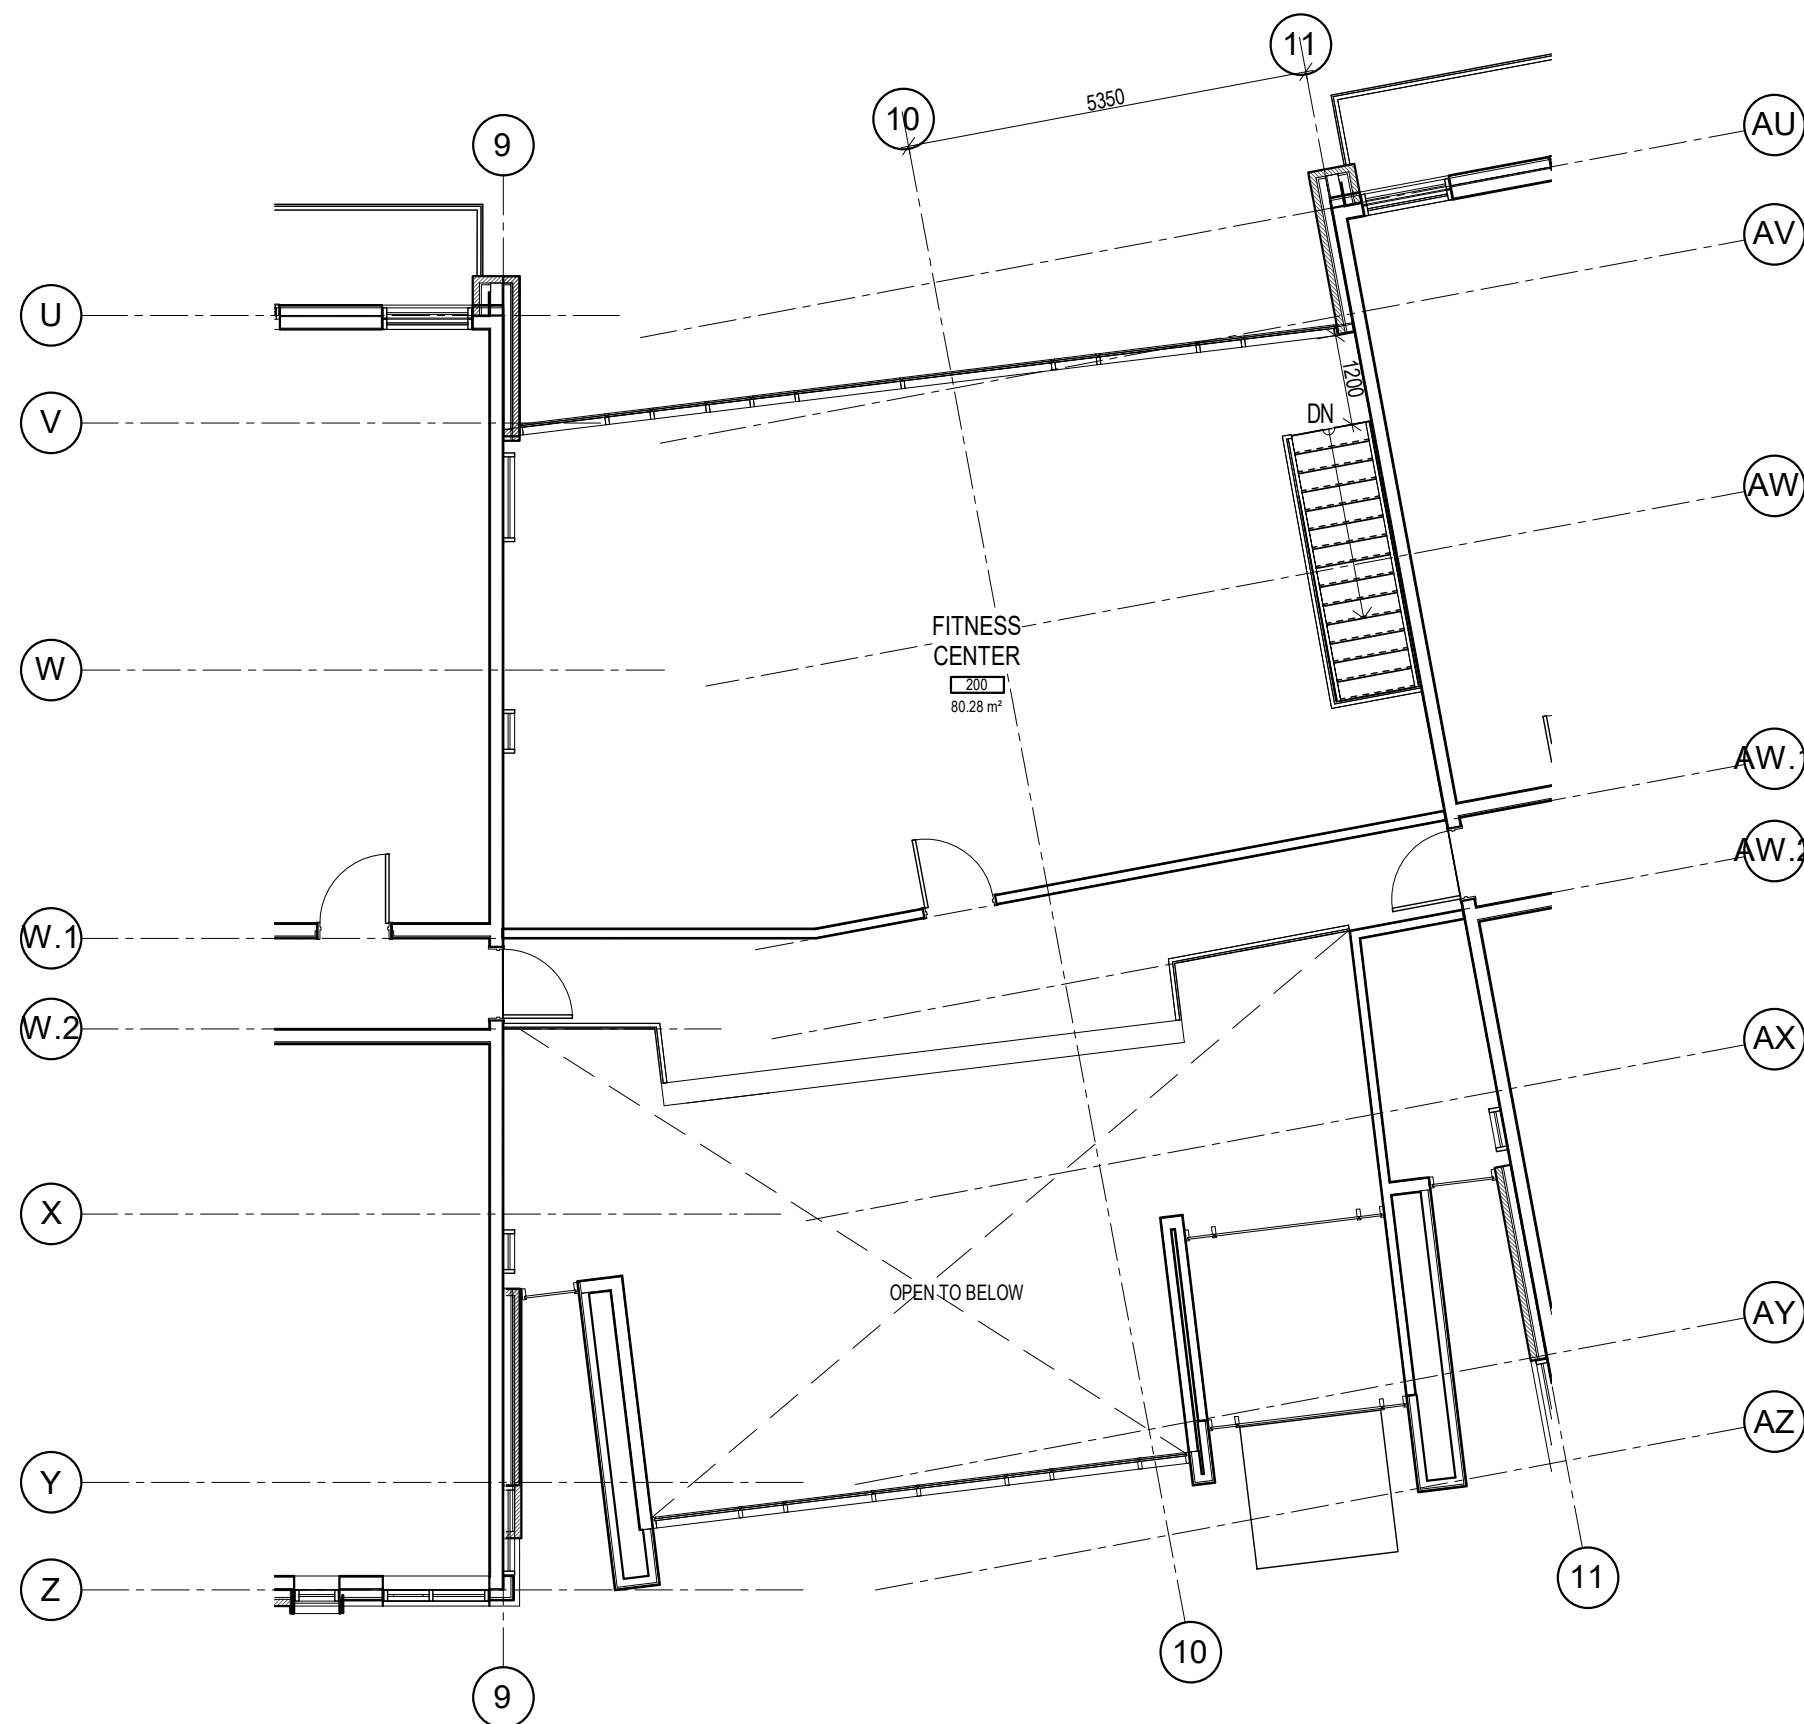 11
5350
10
AU
9
AV
U
1200
DN
V
AW
FITNESS
CENTER
W
200
80.28 m²
AW.1
AW.2
W.1
W.2
AX
X
OPEN TO BELOW
AY
AZ
Y
11
Z
10
9